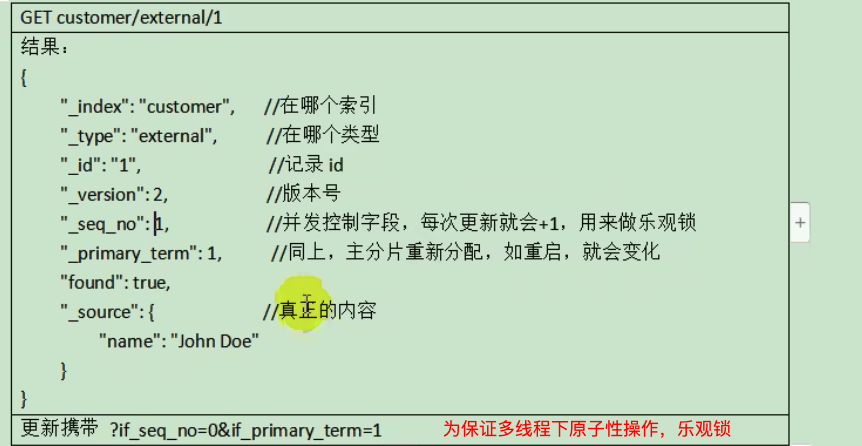 GET customer/external/1
结果：
{
"_index": "customer", //在哪个索引
"_type": "external", //在哪个类型
"_id": "1", //记录 id
"_version": 2, //版本号
"_seq_no": 1, //并发控制字段，每次更新就会+1，用来做乐观锁
"_primary_term": 1, //同上，主分片重新分配，如重启，就会变化
"found": true,
"_source": { //真正的内容
"name": "John Doe"
}
}
更新携带 ?if_seq_no=0&if_primary_term=1 为保证多线程下原子性操作，乐观锁